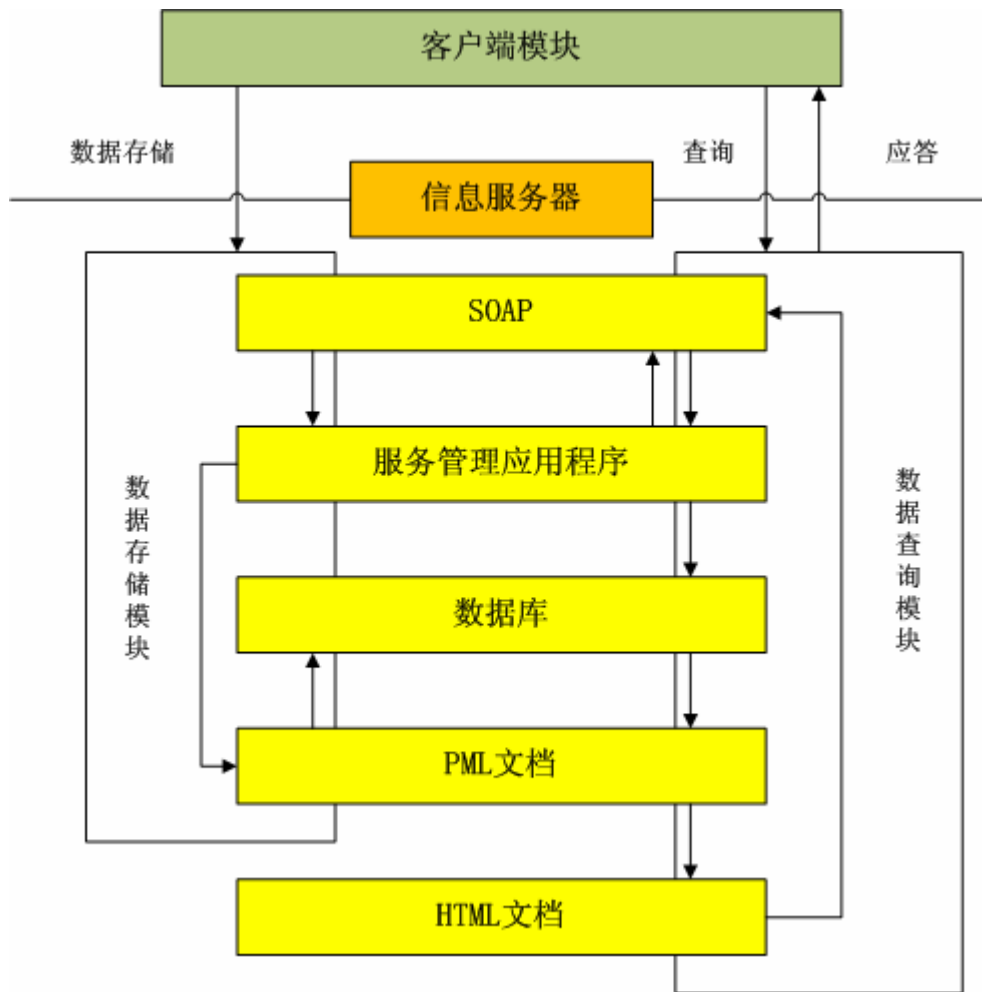 客户端模块
数据存储
查询
应答
信息服务器
SOAP
服务管理应用程序
数据存储模块
数据查询模块
数据库
PML文档
HTML文档